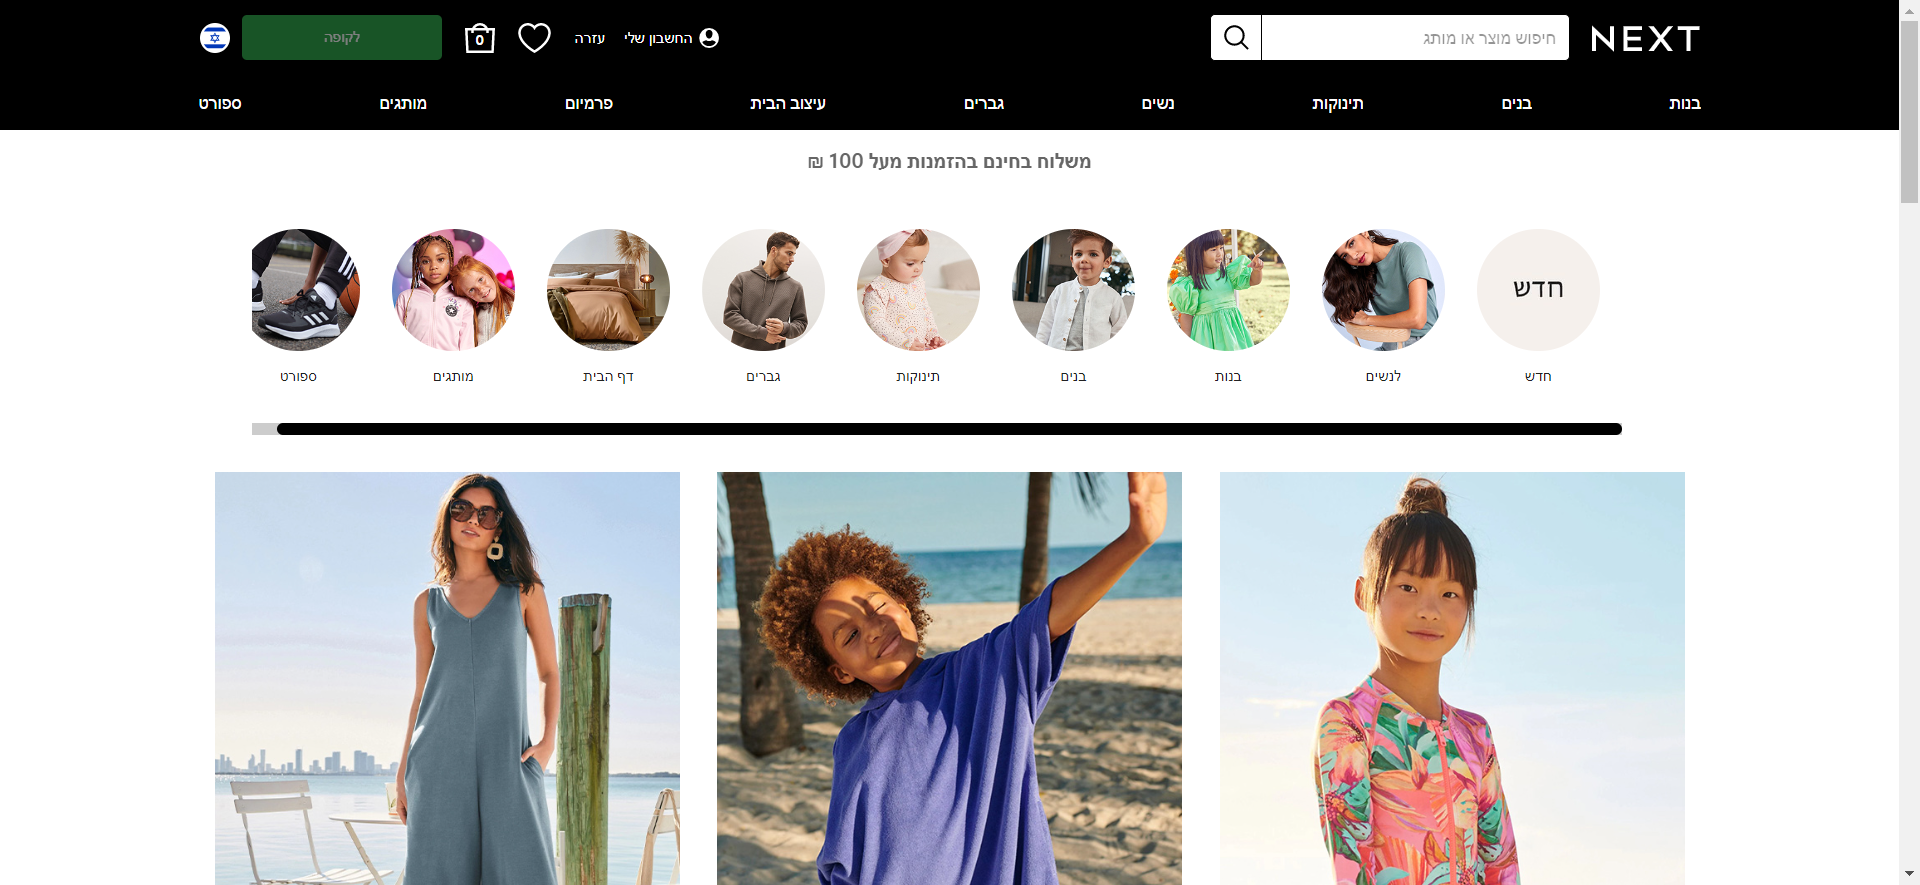 NEXT
חיפוש מוצר או מותג
החשבון שלי
עזרה
0
לקופה
בנות
בנים
תינוקות
נשים
גברים
עיצוב הבית
פרמיום
מותגים
ספורט
משלוח בחינם בהזמנות מעל 100 ₪
חדש
חדש
לנשים
בנות
בנים
תינוקות
גברים
דף הבית
מותגים
ספורט